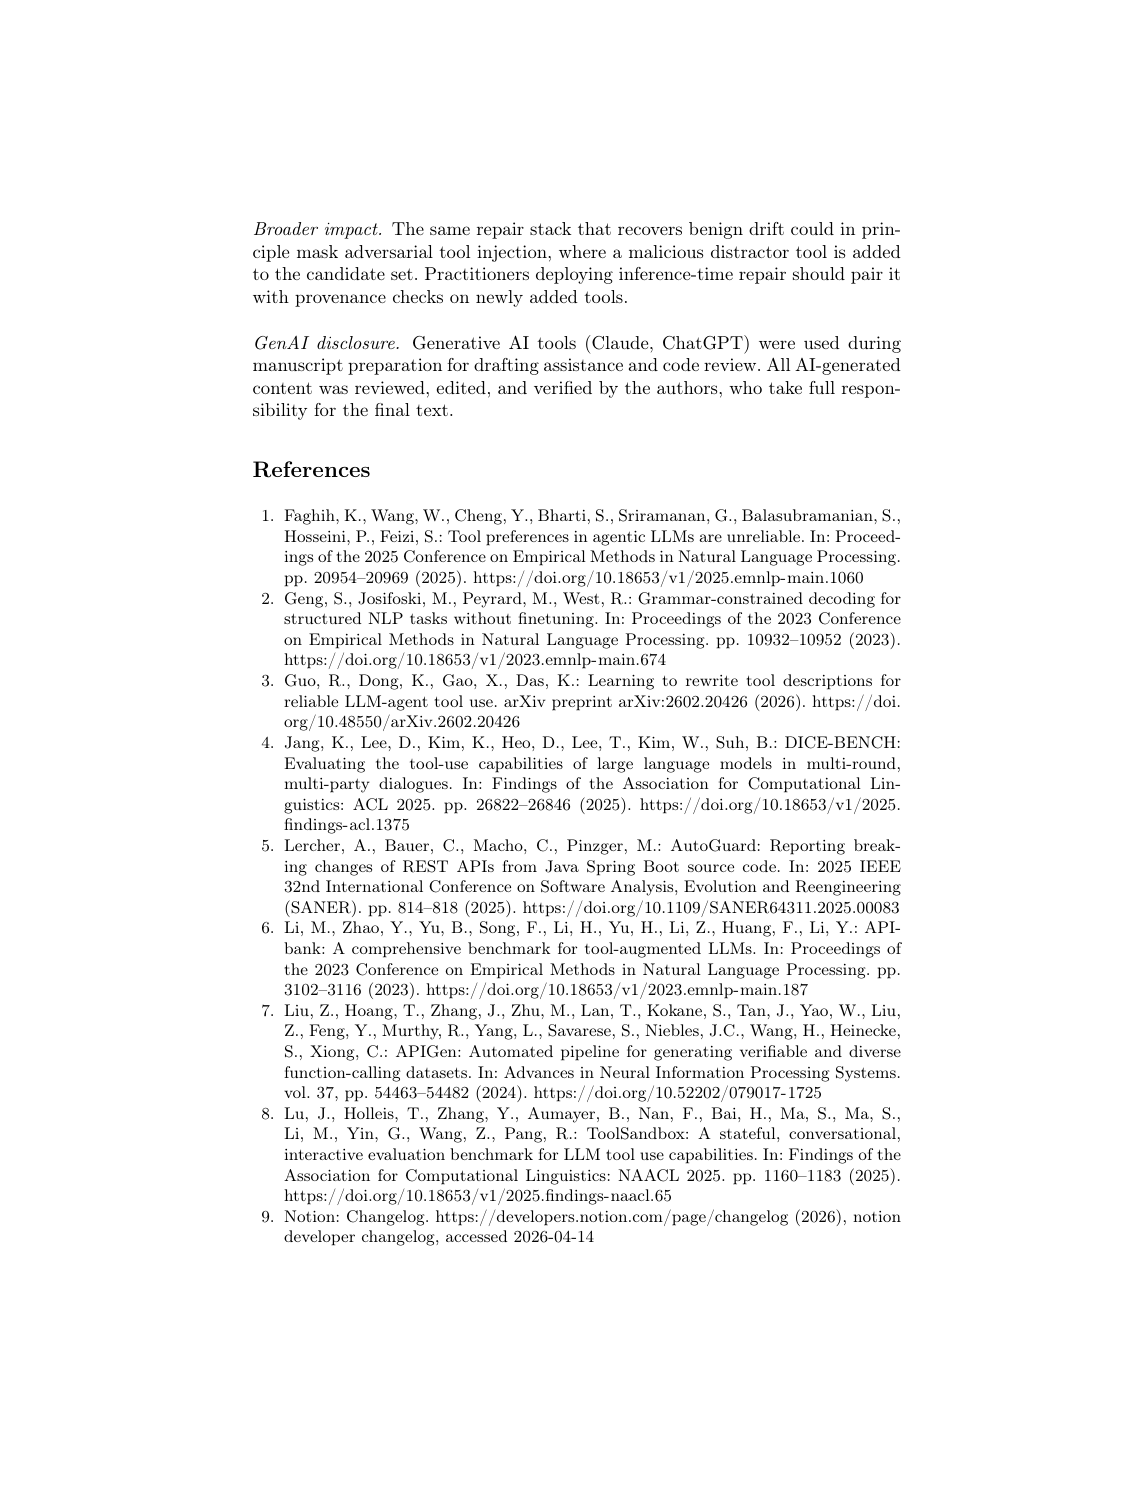 Broader impact. The same repair stack that recovers benign drift could in prin-
ciple mask adversarial tool injection, where a malicious distractor tool is added
to the candidate set. Practitioners deploying inference-time repair should pair it
with provenance checks on newly added tools.
GenAI disclosure. Generative AI tools (Claude, ChatGPT) were used during
manuscript preparation for drafting assistance and code review. All AI-generated
content was reviewed, edited, and verified by the authors, who take full respon-
sibility for the final text.
References
1. Faghih, K., Wang, W., Cheng, Y., Bharti, S., Sriramanan, G., Balasubramanian, S.,
Hosseini, P., Feizi, S.: Tool preferences in agentic LLMs are unreliable. In: Proceed-
ings of the 2025 Conference on Empirical Methods in Natural Language Processing.
pp. 20954–20969 (2025). https://doi.org/10.18653/v1/2025.emnlp-main.1060
2. Geng, S., Josifoski, M., Peyrard, M., West, R.: Grammar-constrained decoding for
structured NLP tasks without finetuning. In: Proceedings of the 2023 Conference
on Empirical Methods in Natural Language Processing. pp. 10932–10952 (2023).
https://doi.org/10.18653/v1/2023.emnlp-main.674
3. Guo, R., Dong, K., Gao, X., Das, K.: Learning to rewrite tool descriptions for
reliable LLM-agent tool use. arXiv preprint arXiv:2602.20426 (2026). https://doi.
org/10.48550/arXiv.2602.20426
4. Jang, K., Lee, D., Kim, K., Heo, D., Lee, T., Kim, W., Suh, B.: DICE-BENCH:
Evaluating the tool-use capabilities of large language models in multi-round,
multi-party dialogues. In: Findings of the Association for Computational Lin-
guistics: ACL 2025. pp. 26822–26846 (2025). https://doi.org/10.18653/v1/2025.
findings-acl.1375
5. Lercher, A., Bauer, C., Macho, C., Pinzger, M.: AutoGuard: Reporting break-
ing changes of REST APIs from Java Spring Boot source code. In: 2025 IEEE
32nd International Conference on Software Analysis, Evolution and Reengineering
(SANER). pp. 814–818 (2025). https://doi.org/10.1109/SANER64311.2025.00083
6. Li, M., Zhao, Y., Yu, B., Song, F., Li, H., Yu, H., Li, Z., Huang, F., Li, Y.: API-
bank: A comprehensive benchmark for tool-augmented LLMs. In: Proceedings of
the 2023 Conference on Empirical Methods in Natural Language Processing. pp.
3102–3116 (2023). https://doi.org/10.18653/v1/2023.emnlp-main.187
7. Liu, Z., Hoang, T., Zhang, J., Zhu, M., Lan, T., Kokane, S., Tan, J., Yao, W., Liu,
Z., Feng, Y., Murthy, R., Yang, L., Savarese, S., Niebles, J.C., Wang, H., Heinecke,
S., Xiong, C.: APIGen: Automated pipeline for generating verifiable and diverse
function-calling datasets. In: Advances in Neural Information Processing Systems.
vol. 37, pp. 54463–54482 (2024). https://doi.org/10.52202/079017-1725
8. Lu, J., Holleis, T., Zhang, Y., Aumayer, B., Nan, F., Bai, H., Ma, S., Ma, S.,
Li, M., Yin, G., Wang, Z., Pang, R.: ToolSandbox: A stateful, conversational,
interactive evaluation benchmark for LLM tool use capabilities. In: Findings of the
Association for Computational Linguistics: NAACL 2025. pp. 1160–1183 (2025).
https://doi.org/10.18653/v1/2025.findings-naacl.65
9. Notion: Changelog. https://developers.notion.com/page/changelog (2026), notion
developer changelog, accessed 2026-04-14